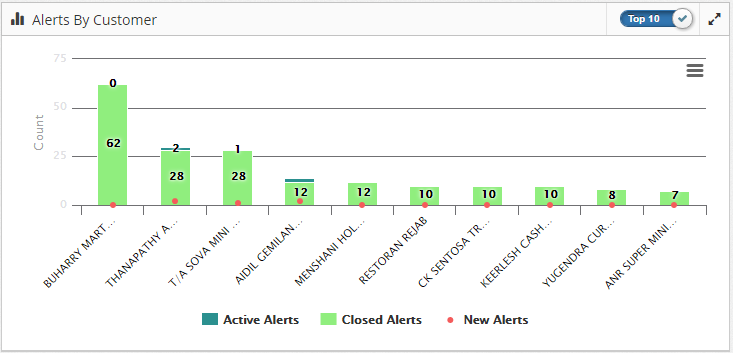 Alerts By Customer
Top 10
75
50
25
0
Count
0
62
2
28
1
28
12
12
10
10
10
8
7
BUHARRY MART...
THANAPATHY A...
T/A SOVA MINI ...
AIDIL GEMILAN...
MENSHANI HOL...
RESTORAN REJAB
CK SENTOSA TR...
KEERLESH CASH...
YUGENDRA CUR...
ANR SUPER MINI...
Active Alerts
Closed Alerts
New Alerts